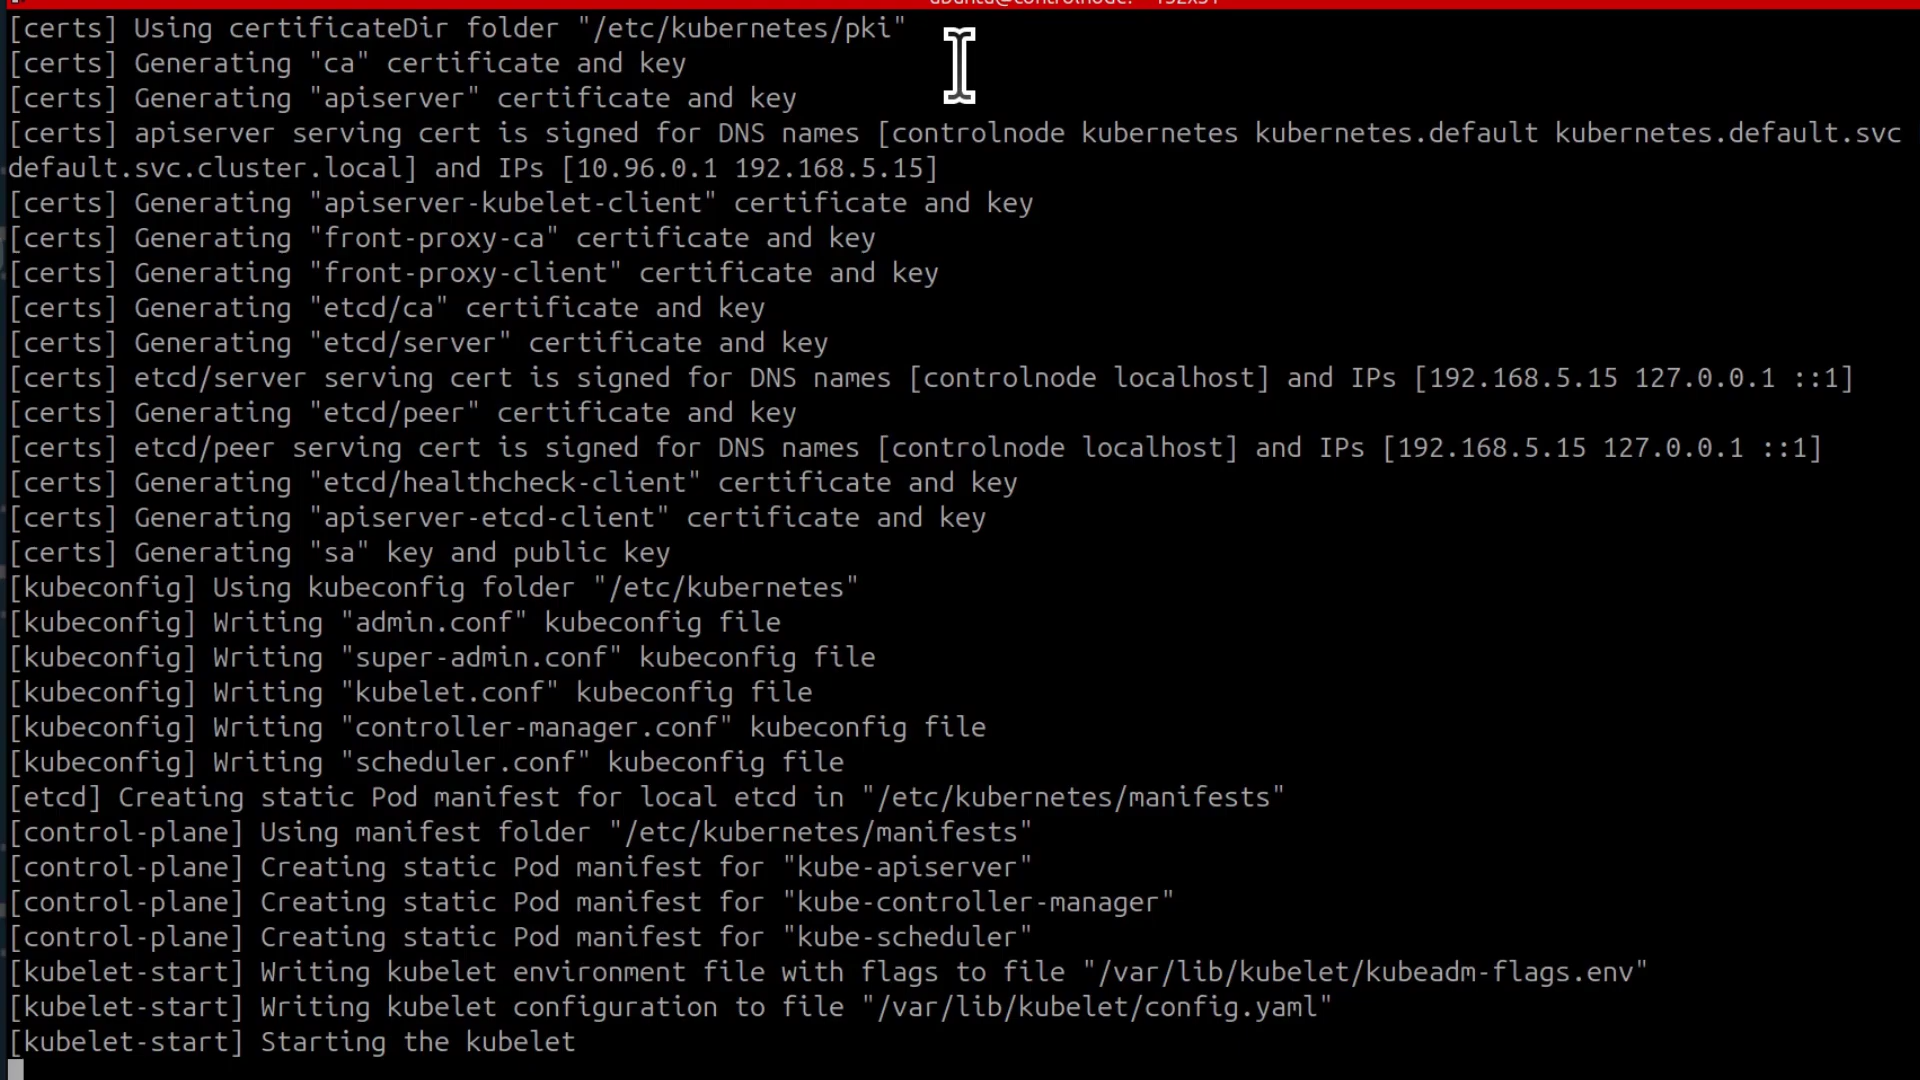 [certs] Using certificateDir folder "/etc/kubernetes/pki"
[certs] Generating "ca" certificate and key
[certs] Generating "apiserver" certificate and key
[certs] apiserver serving cert is signed for DNS names [controlnode kubernetes kubernetes.default kubernetes.default.svc
default.svc.cluster.local] and IPs [10.96.0.1 192.168.5.15]
[certs] Generating "apiserver-kubelet-client" certificate and key
[certs] Generating "front-proxy-ca" certificate and key
[certs] Generating "front-proxy-client" certificate and key
[certs] Generating "etcd/ca" certificate and key
[certs] Generating "etcd/server" certificate and key
[certs] etcd/server serving cert is signed for DNS names [controlnode localhost] and IPs [192.168.5.15 127.0.0.1 ::1]
[certs] Generating "etcd/peer" certificate and key
[certs] etcd/peer serving cert is signed for DNS names [controlnode localhost] and IPs [192.168.5.15 127.0.0.1 ::1]
[certs] Generating "etcd/healthcheck-client" certificate and key
[certs] Generating "apiserver-etcd-client" certificate and key
[certs] Generating "sa" key and public key
[kubeconfig] Using kubeconfig folder "/etc/kubernetes"
[kubeconfig] Writing "admin.conf" kubeconfig file
[kubeconfig] Writing "super-admin.conf" kubeconfig file
[kubeconfig] Writing "kubelet.conf" kubeconfig file
[kubeconfig] Writing "controller-manager.conf" kubeconfig file
[kubeconfig] Writing "scheduler.conf" kubeconfig file
[etcd] Creating static Pod manifest for local etcd in "/etc/kubernetes/manifests"
[control-plane] Using manifest folder "/etc/kubernetes/manifests"
[control-plane] Creating static Pod manifest for "kube-apiserver"
[control-plane] Creating static Pod manifest for "kube-controller-manager"
[control-plane] Creating static Pod manifest for "kube-scheduler"
[kubelet-start] Writing kubelet environment file with flags to file "/var/lib/kubelet/kubeadm-flags.env"
[kubelet-start] Writing kubelet configuration to file "/var/lib/kubelet/config.yaml"
[kubelet-start] Starting the kubelet